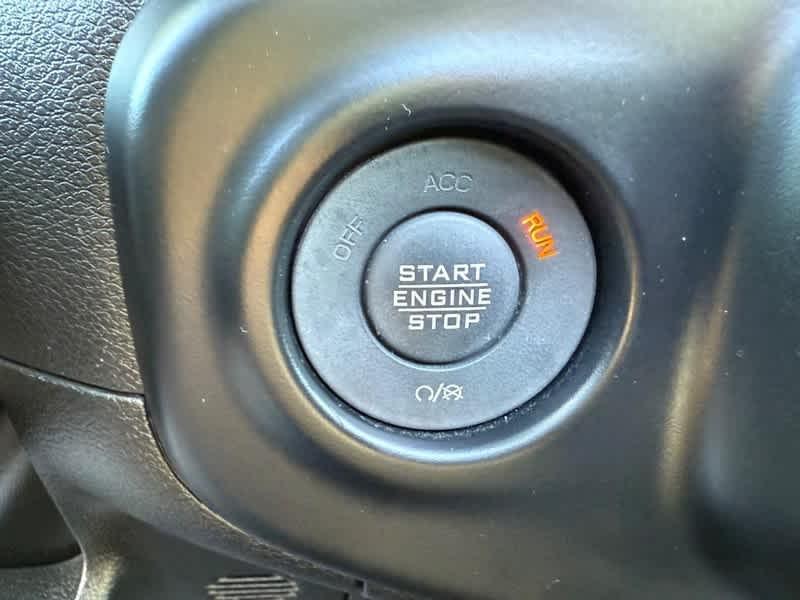 ACC
OFF
RUN
START
ENGINE
STOP